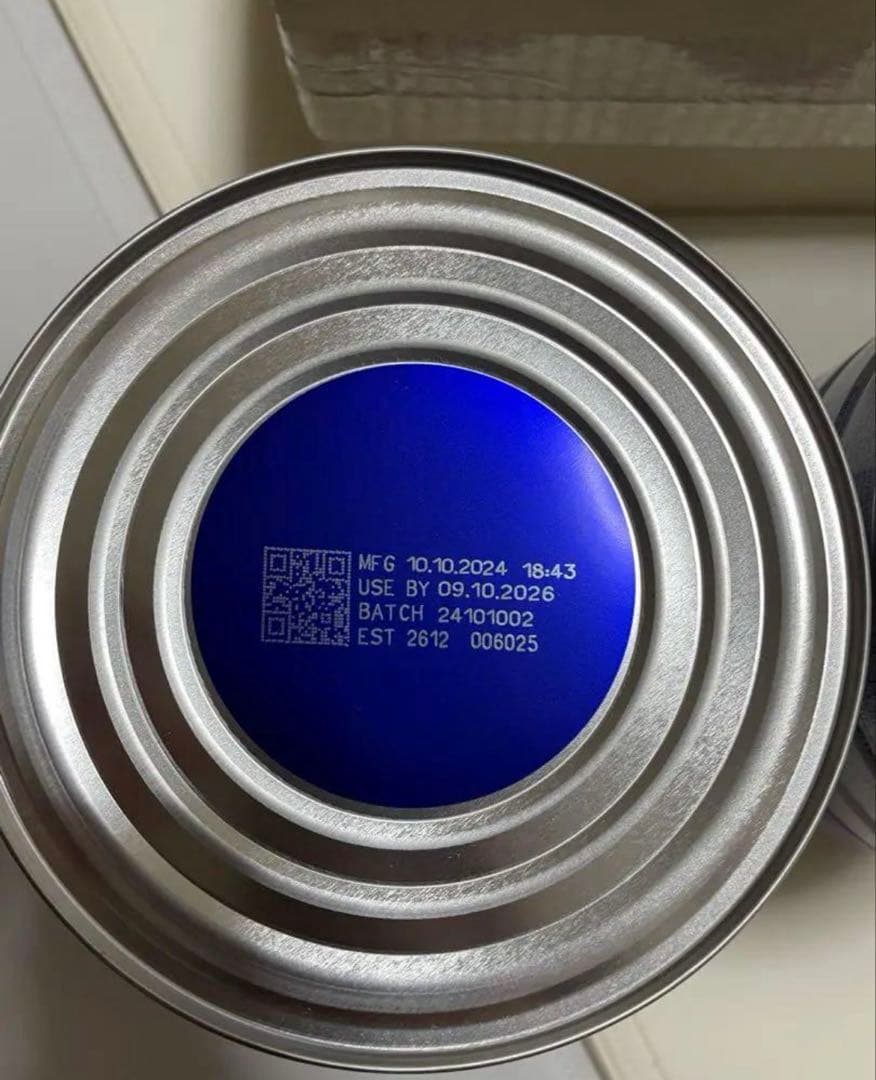 MFG 10.10.2024 18:43
USE BY 09.10.2026
BATCH 24101002
EST 2612 006025